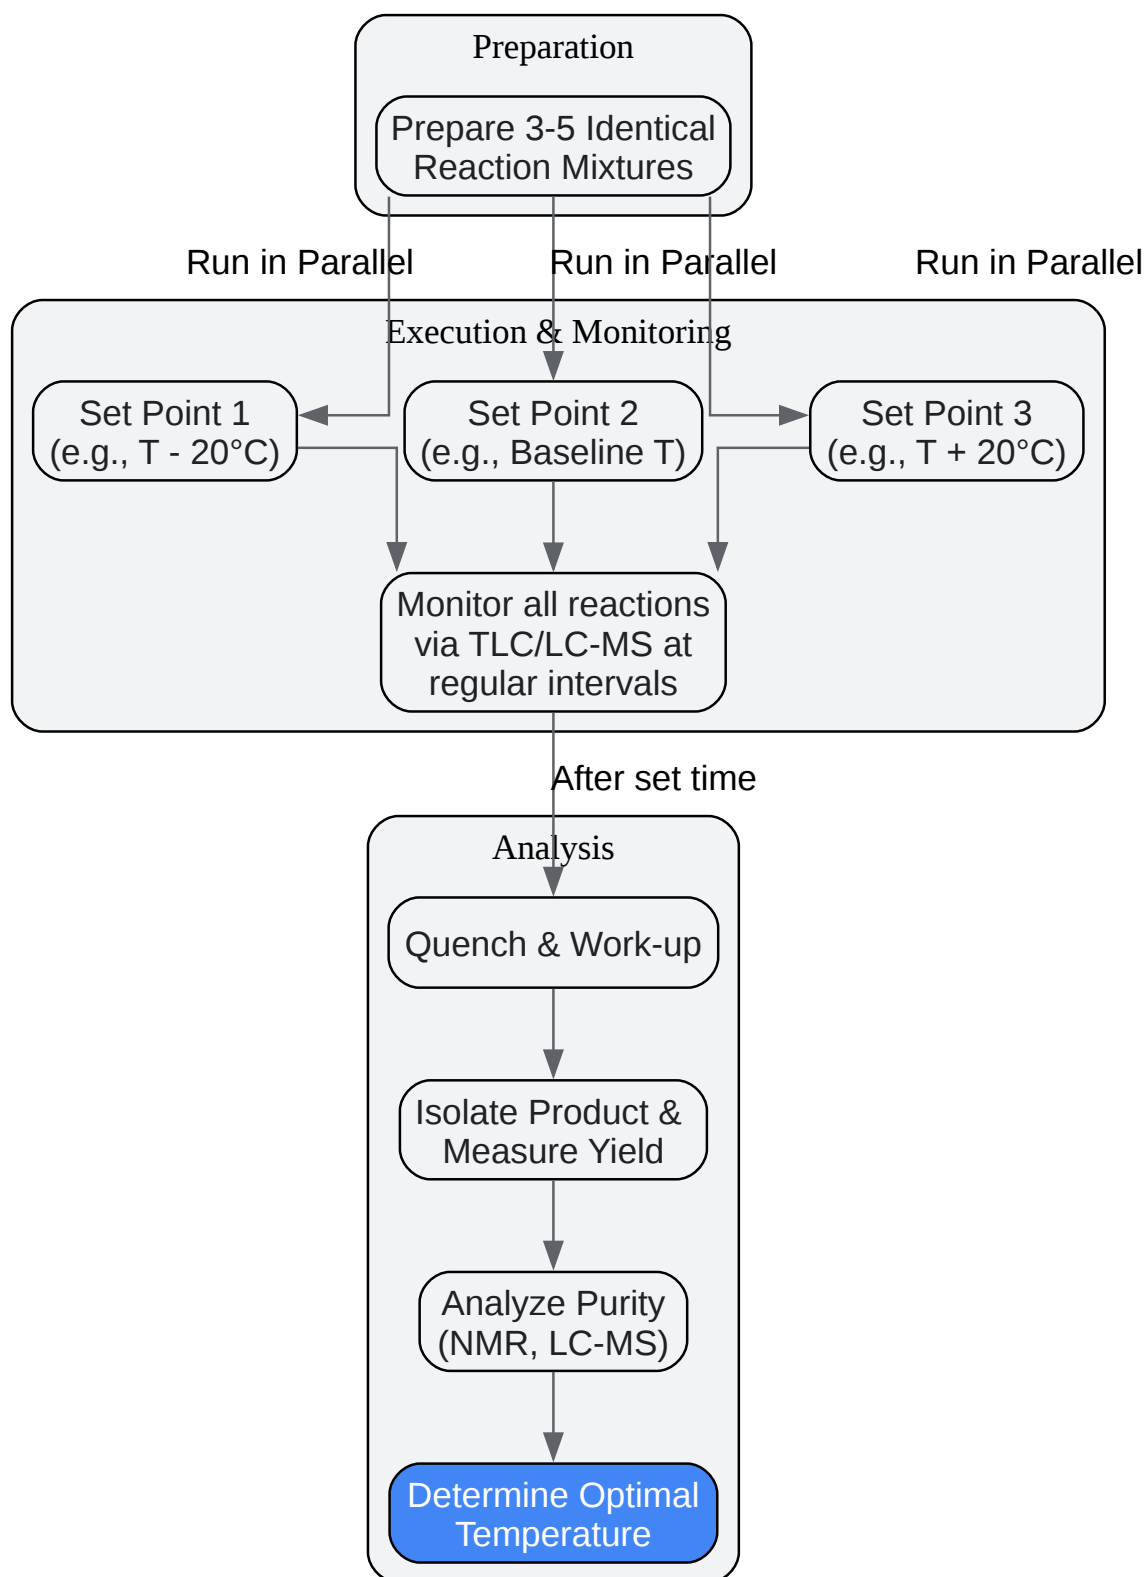 Preparation
Prepare 3-5 Identical
Reaction Mixtures
Run in Parallel
Run in Parallel
Run in Parallel
Execution & Monitoring
Set Point 1
(e.g., T - 20°C)
Set Point 2
(e.g., Baseline T)
Set Point 3
(e.g., T + 20°C)
Monitor all reactions
via TLC/LC-MS at
regular intervals
After set time
Analysis
Quench & Work-up
Isolate Product &
Measure Yield
Analyze Purity
(NMR, LC-MS)
Determine Optimal
Temperature